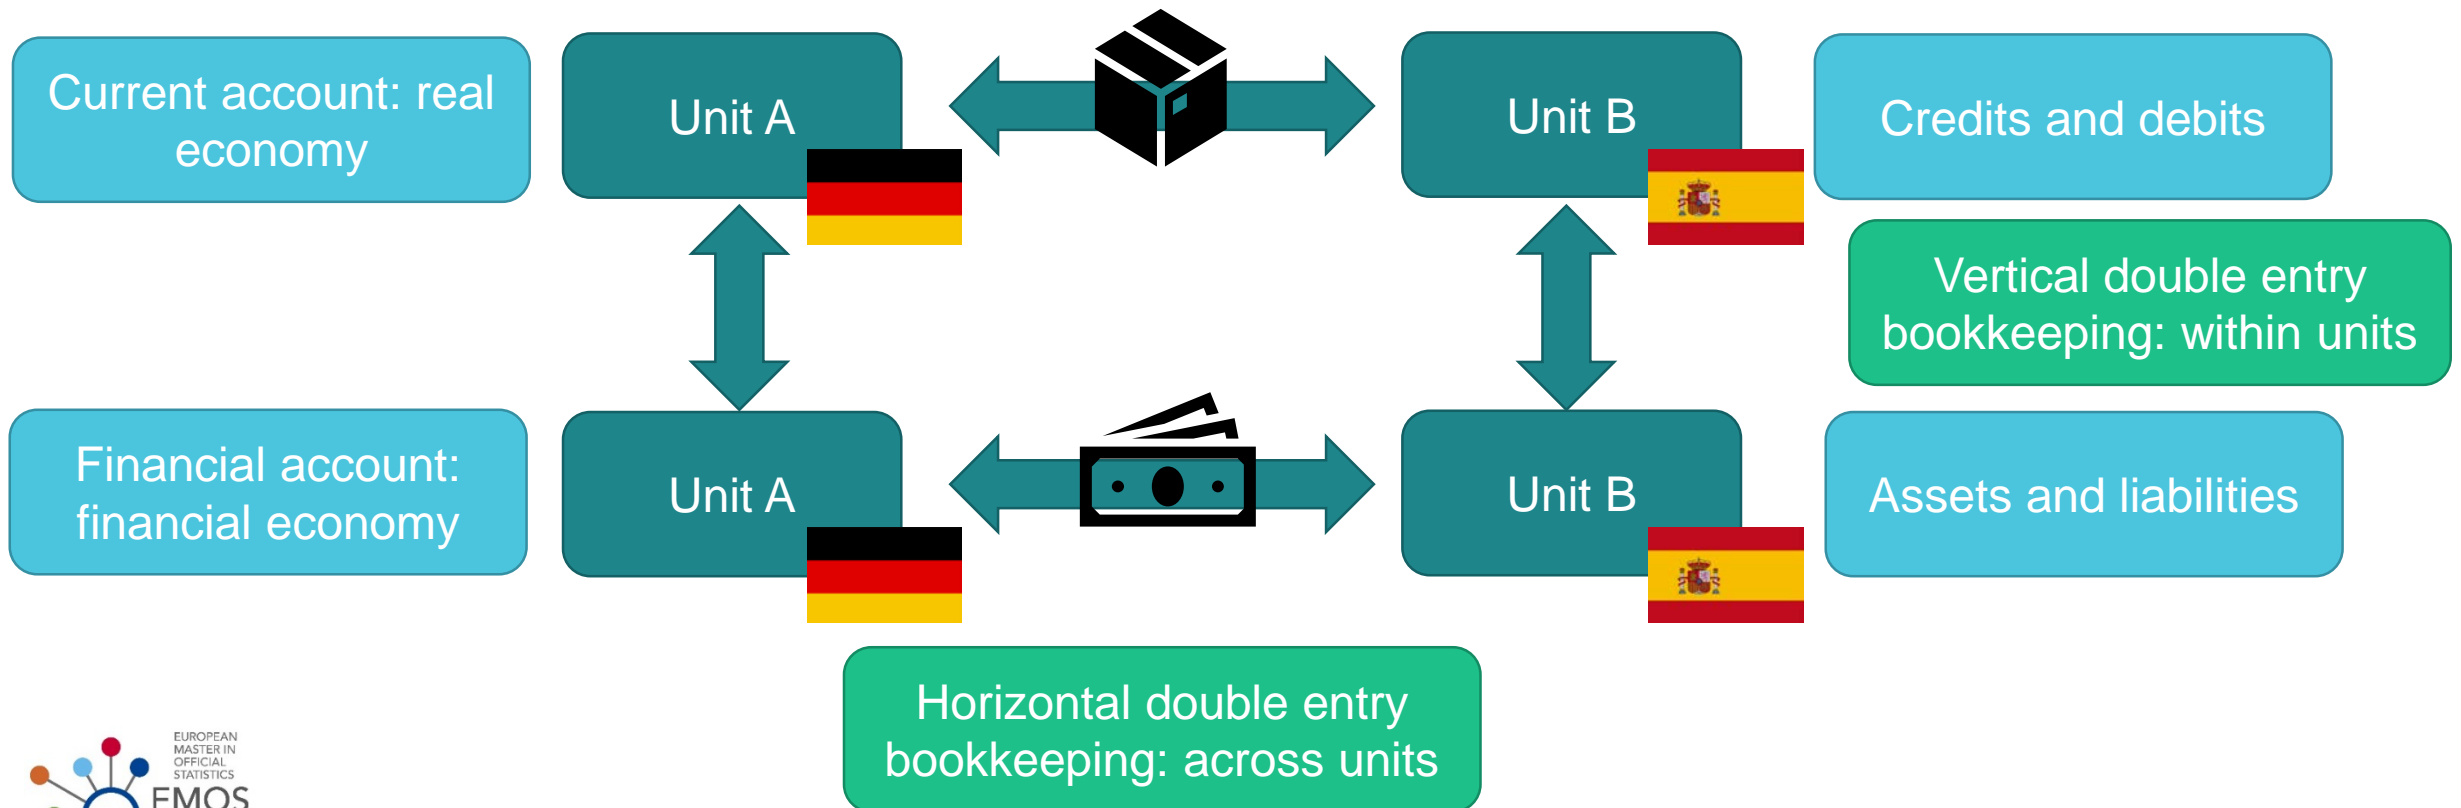 Current account: real
economy
Unit A
Unit B
Credits and debits
Vertical double entry
bookkeeping: within units
Financial account:
financial economy
Unit A
Unit B
Assets and liabilities
Horizontal double entry
bookkeeping: across units
EUROPEAN
MASTER IN
OFFICIAL
STATISTICS
EMOS